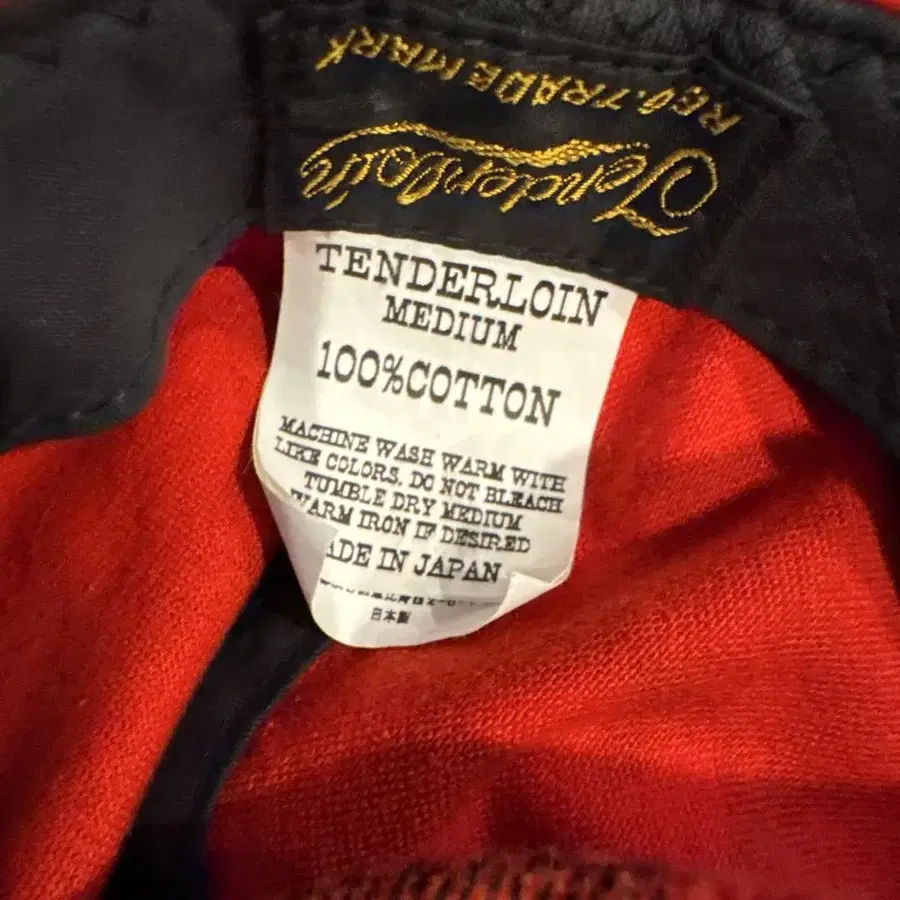 REG. TRADE MARK
Tenderloin
TENDERLOIN
MEDIUM
100%COTTON
MACHINE WASH WARM WITH
LIKE COLORS. DO NOT BLEACH
TUMBLE DRY MEDIUM
WARM IRON IF DESIRED
ADE IN JAPAN
日本製